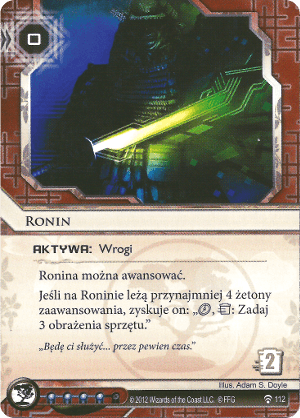 0
RONIN
AKTYWA: Wrogi
Ronina można awansować.
Jeśli na Roninie leżą przynajmniej 4 żetony
zaawansowania, zyskuje on: „, : Zadaj
3 obrażenia sprzętu.”
„Będę ci służyć... przez pewien czas.”
2
Illus. Adam S. Doyle
© 2012 Wizards of the Coast LLC. © FFG
112